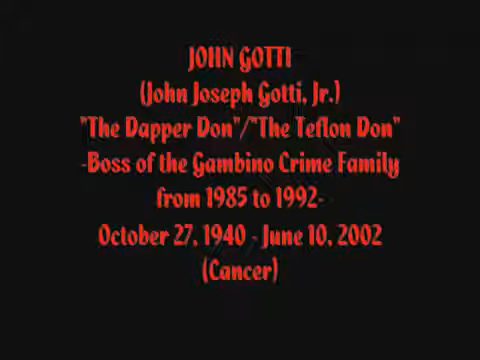 JOHN GOTTI
(John Joseph Gotti, Jr.)
"The Dapper Don"/"The Teflon Don"
-Boss of the Gambino Crime Family
from 1985 to 1992-
October 27, 1940 - June 10, 2002
(Cancer)